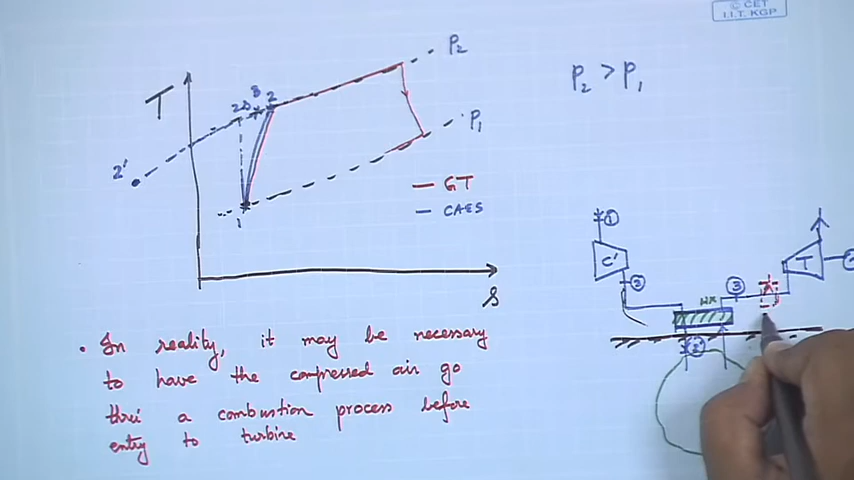 © CET
I.I.T. KGP
P₂
P₂ > P₁
T
2s
3
2
P₁
2'
GT
CAES
1
s
1
C'
T
2
3
HX
2'
• In reality, it may be necessary
to have the compressed air go
thru a combustion process before
entry to turbine